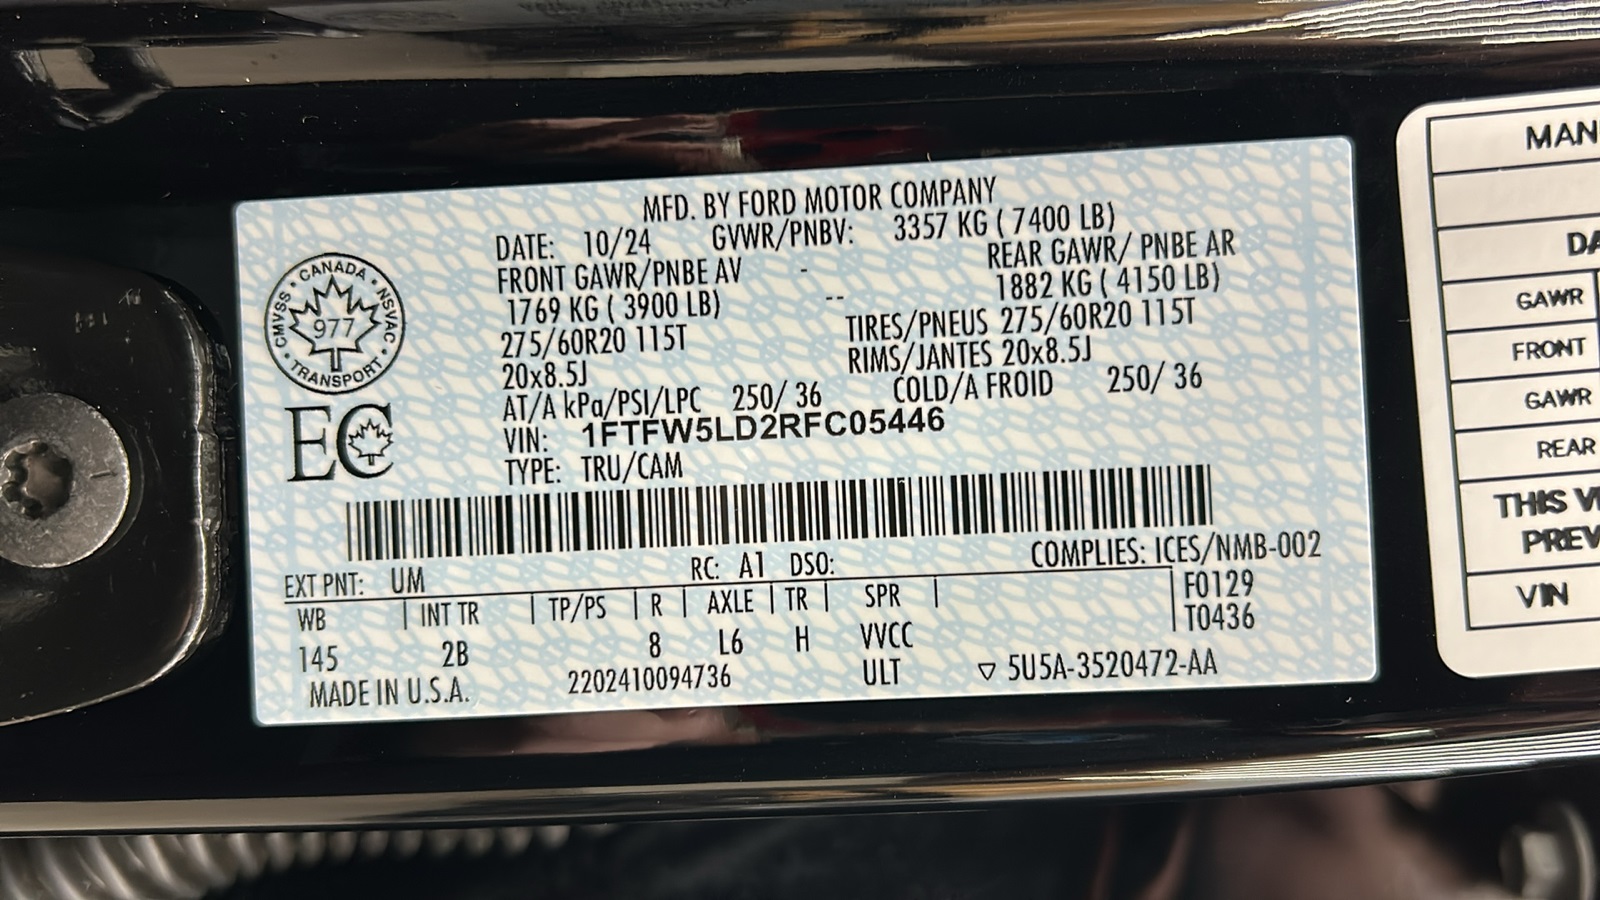 MFD. BY FORD MOTOR COMPANY
DATE: 10/24 GVWR/PNBV: 3357 KG ( 7400 LB)
FRONT GAWR/PNBE AV - REAR GAWR/ PNBE AR
1769 KG ( 3900 LB) -- 1882 KG ( 4150 LB)
275/60R20 115T TIRES/PNEUS 275/60R20 115T
20x8.5J RIMS/JANTES 20x8.5J
AT/A kPa/PSI/LPC 250/ 36 COLD/A FROID 250/ 36
VIN: 1FTFW5LD2RFC05446
TYPE: TRU/CAM
CANADA • NSVAC • TRANSPORT • CMVSS •
977
EC
EXT PNT: UM RC: A1 DSO: COMPLIES: ICES/NMB-002
WB | INT TR | TP/PS | R | AXLE | TR | SPR | | F0129
T0436
145 2B 8 L6 H VVCC
MADE IN U.S.A. 2202410094736 ULT ▽ 5U5A-3520472-AA
MAN
DA
GAWR
FRONT
GAWR
REAR
THIS V
PREV
VIN